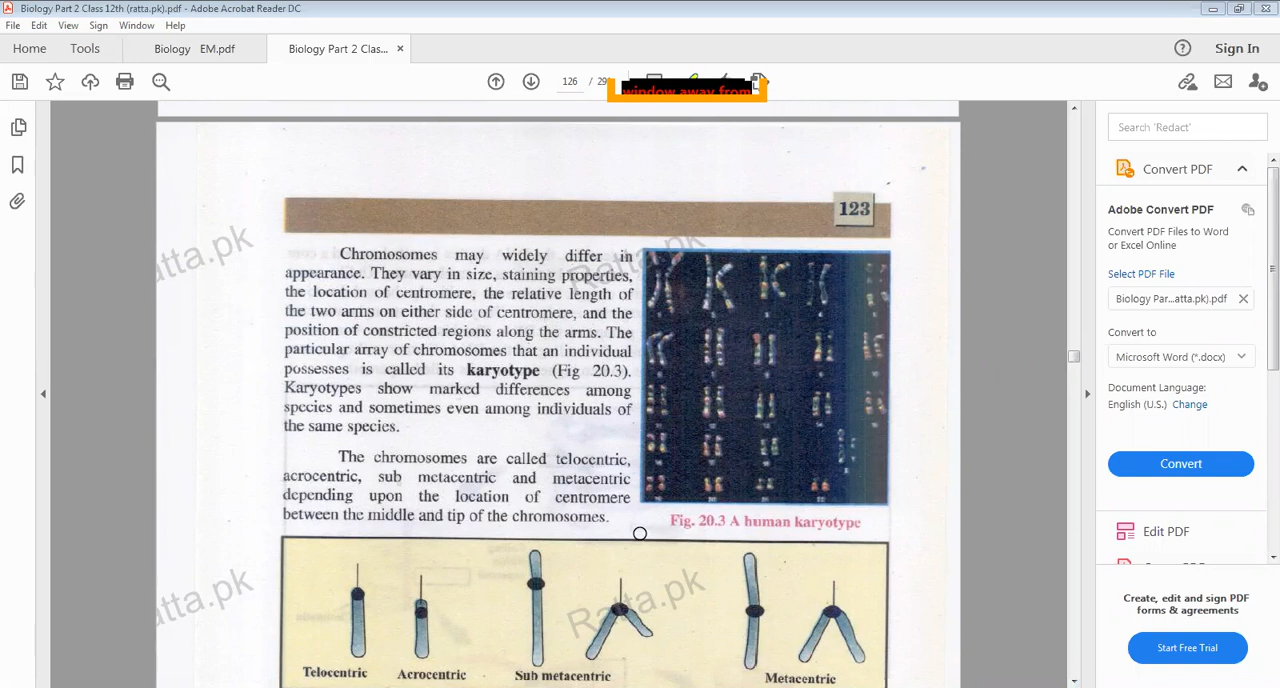 Biology Part 2 Class 12th (ratta.pk).pdf - Adobe Acrobat Reader DC
File Edit View Sign Window Help
Home Tools Biology EM.pdf Biology Part 2 Clas... × Sign In
126 / 29
window away from
Search 'Redact'
Convert PDF
Adobe Convert PDF
Convert PDF Files to Word
or Excel Online
Select PDF File
Biology Par...atta.pk).pdf
Convert to
Microsoft Word (*.docx)
Document Language:
English (U.S.) Change
Convert
Edit PDF
Create, edit and sign PDF
forms & agreements
Start Free Trial
123
Chromosomes may widely differ in
appearance. They vary in size, staining properties,
the location of centromere, the relative length of
the two arms on either side of centromere, and the
position of constricted regions along the arms. The
particular array of chromosomes that an individual
possesses is called its karyotype (Fig 20.3).
Karyotypes show marked differences among
species and sometimes even among individuals of
the same species.
The chromosomes are called telocentric,
acrocentric, sub metacentric and metacentric
depending upon the location of centromere
between the middle and tip of the chromosomes.
Fig. 20.3 A human karyotype
Telocentric Acrocentric Sub metacentric Metacentric
Ratta.pk
Ratta.pk
Ratta.pk
Ratta.pk